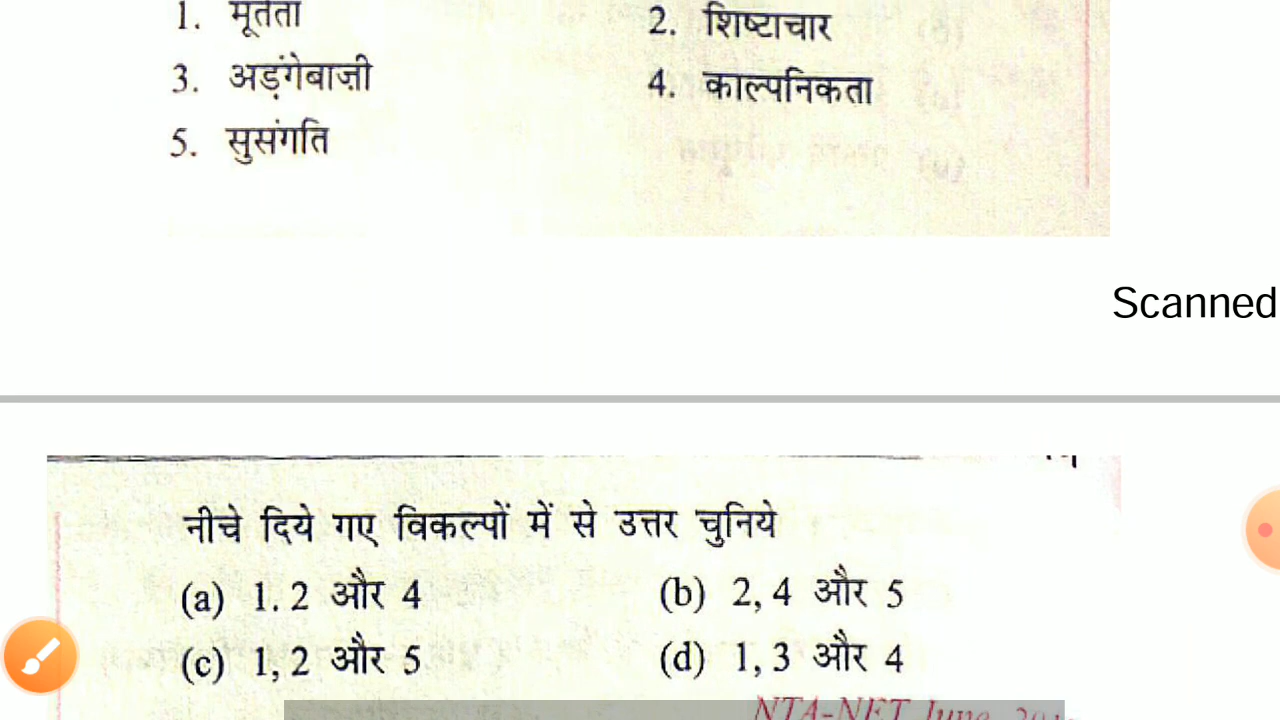 1. मूर्तता 2. शिष्टाचार
3. अड़ंगेबाज़ी 4. काल्पनिकता
5. सुसंगति
Scanned
नीचे दिये गए विकल्पों में से उत्तर चुनिये
(a) 1. 2 और 4 (b) 2, 4 और 5
(c) 1, 2 और 5 (d) 1, 3 और 4
NTA-NET June